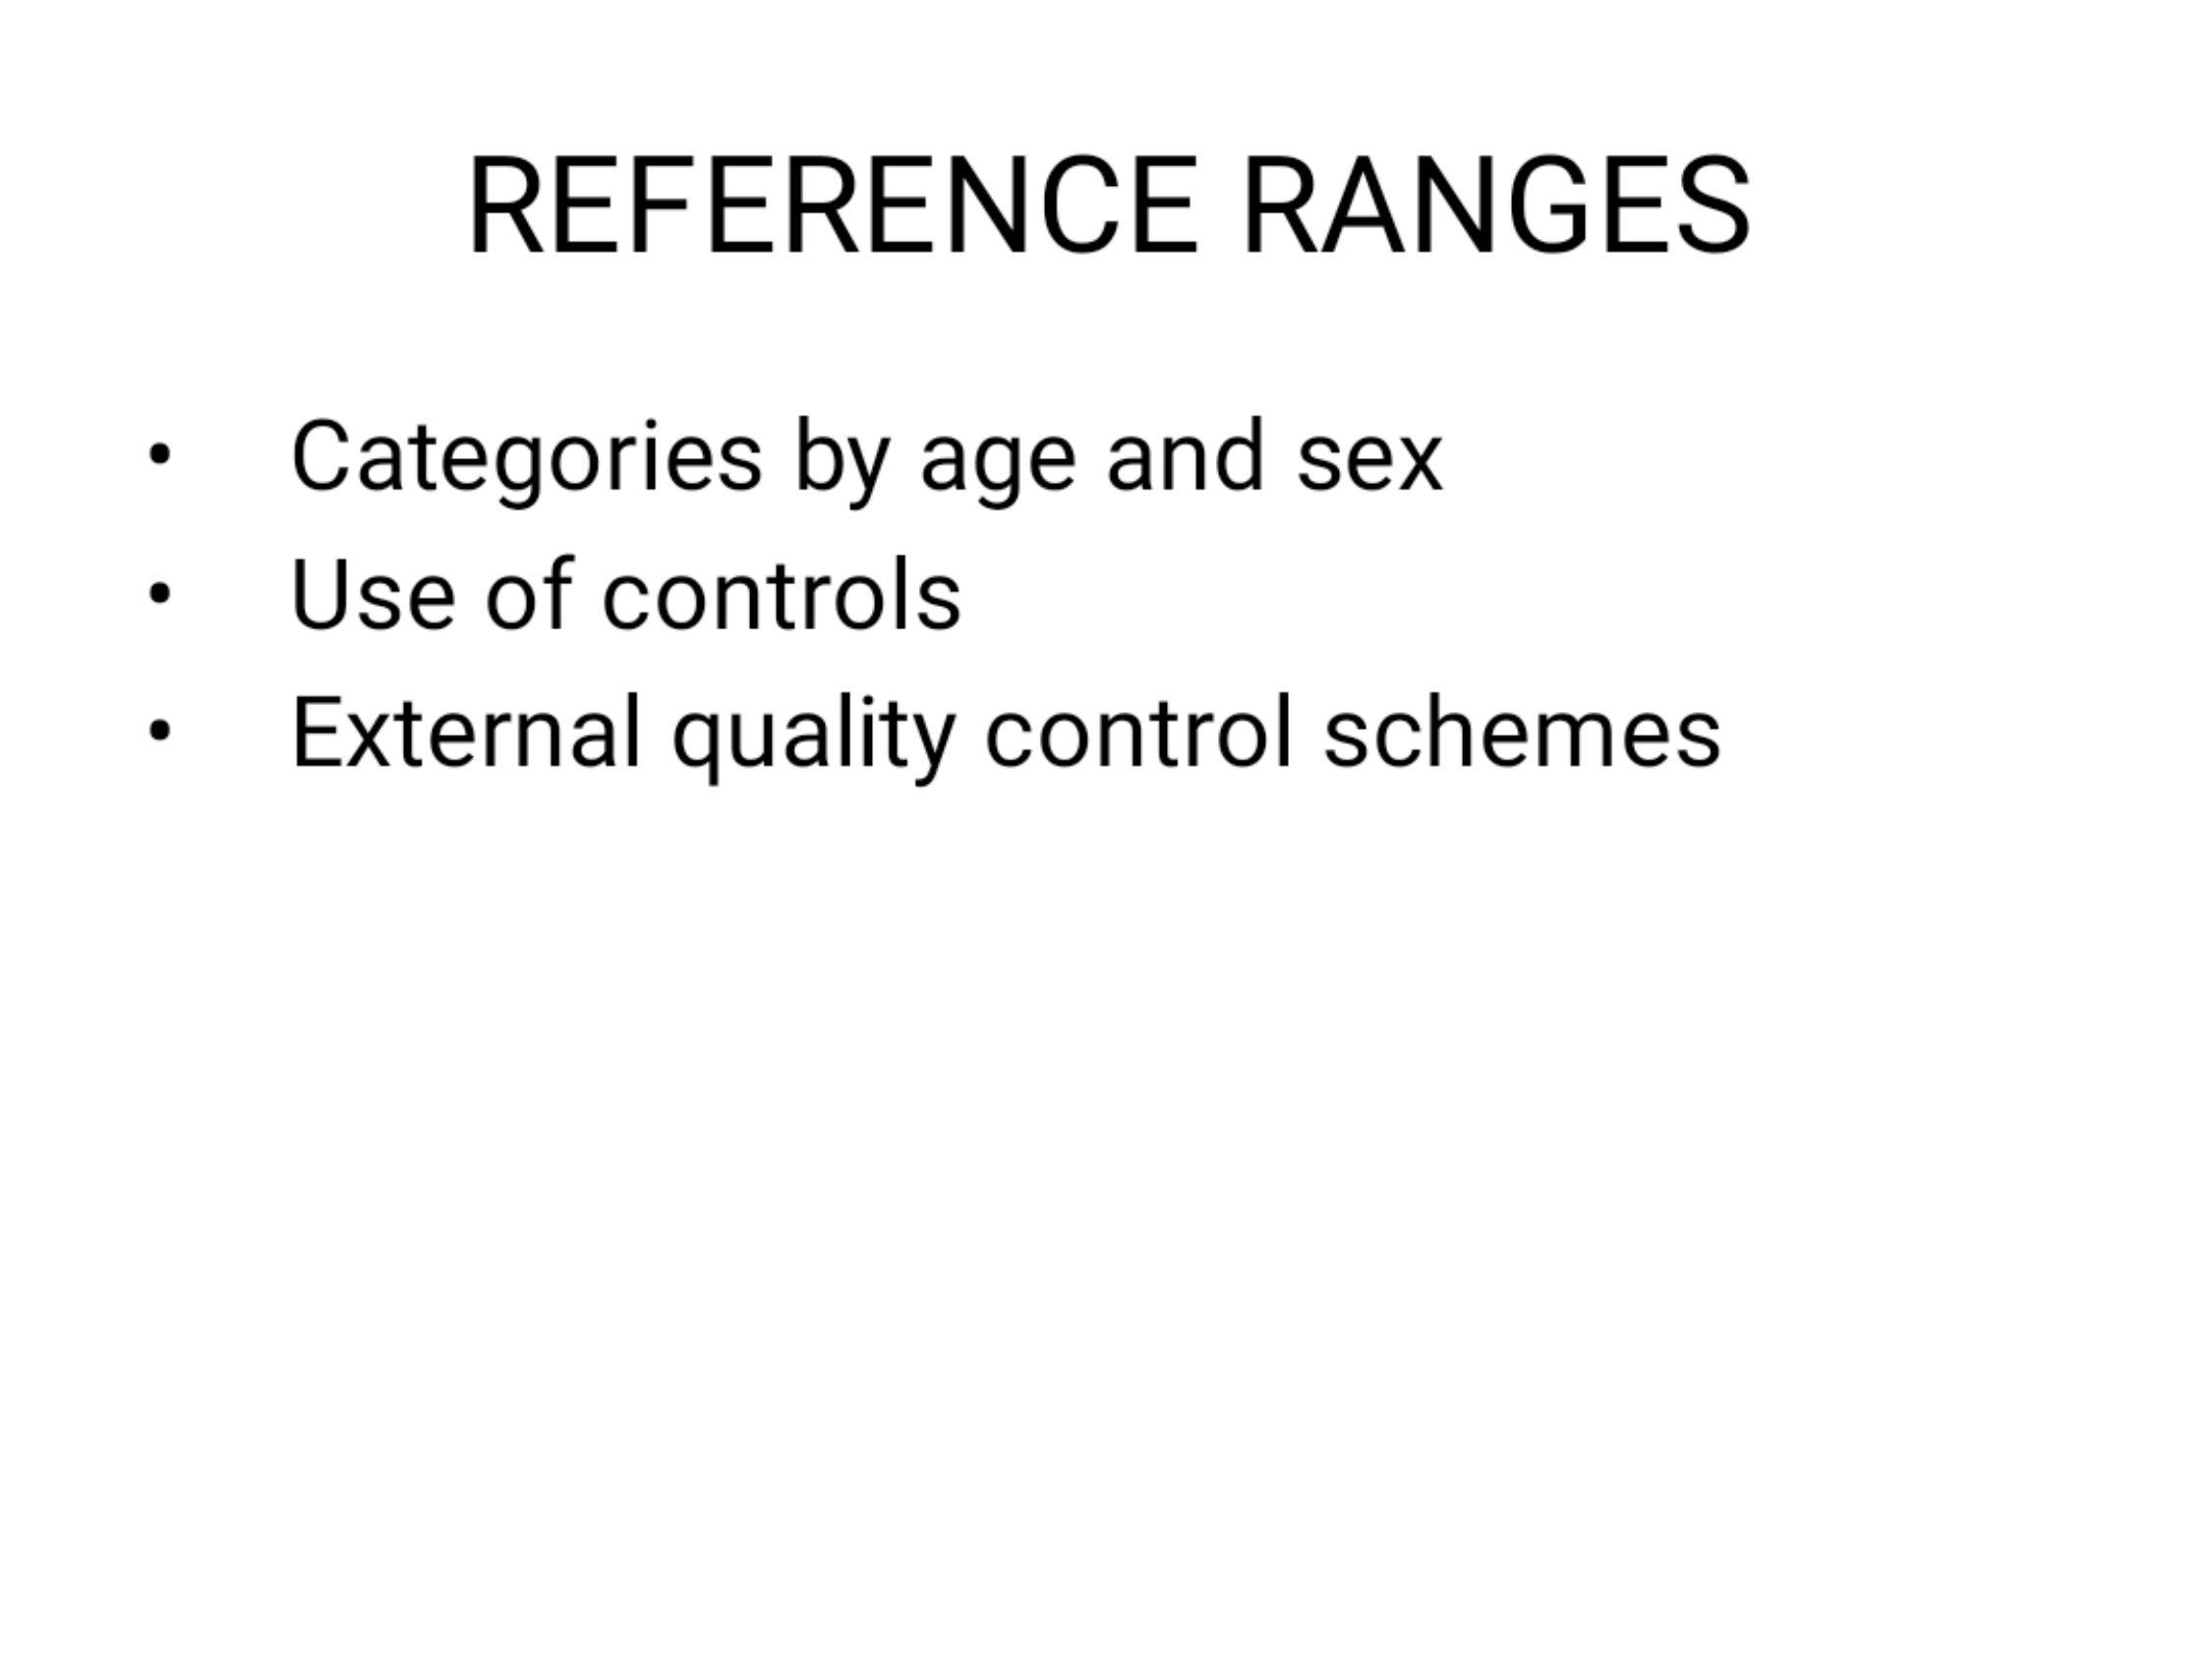 REFERENCE RANGES
• Categories by age and sex
• Use of controls
• External quality control schemes